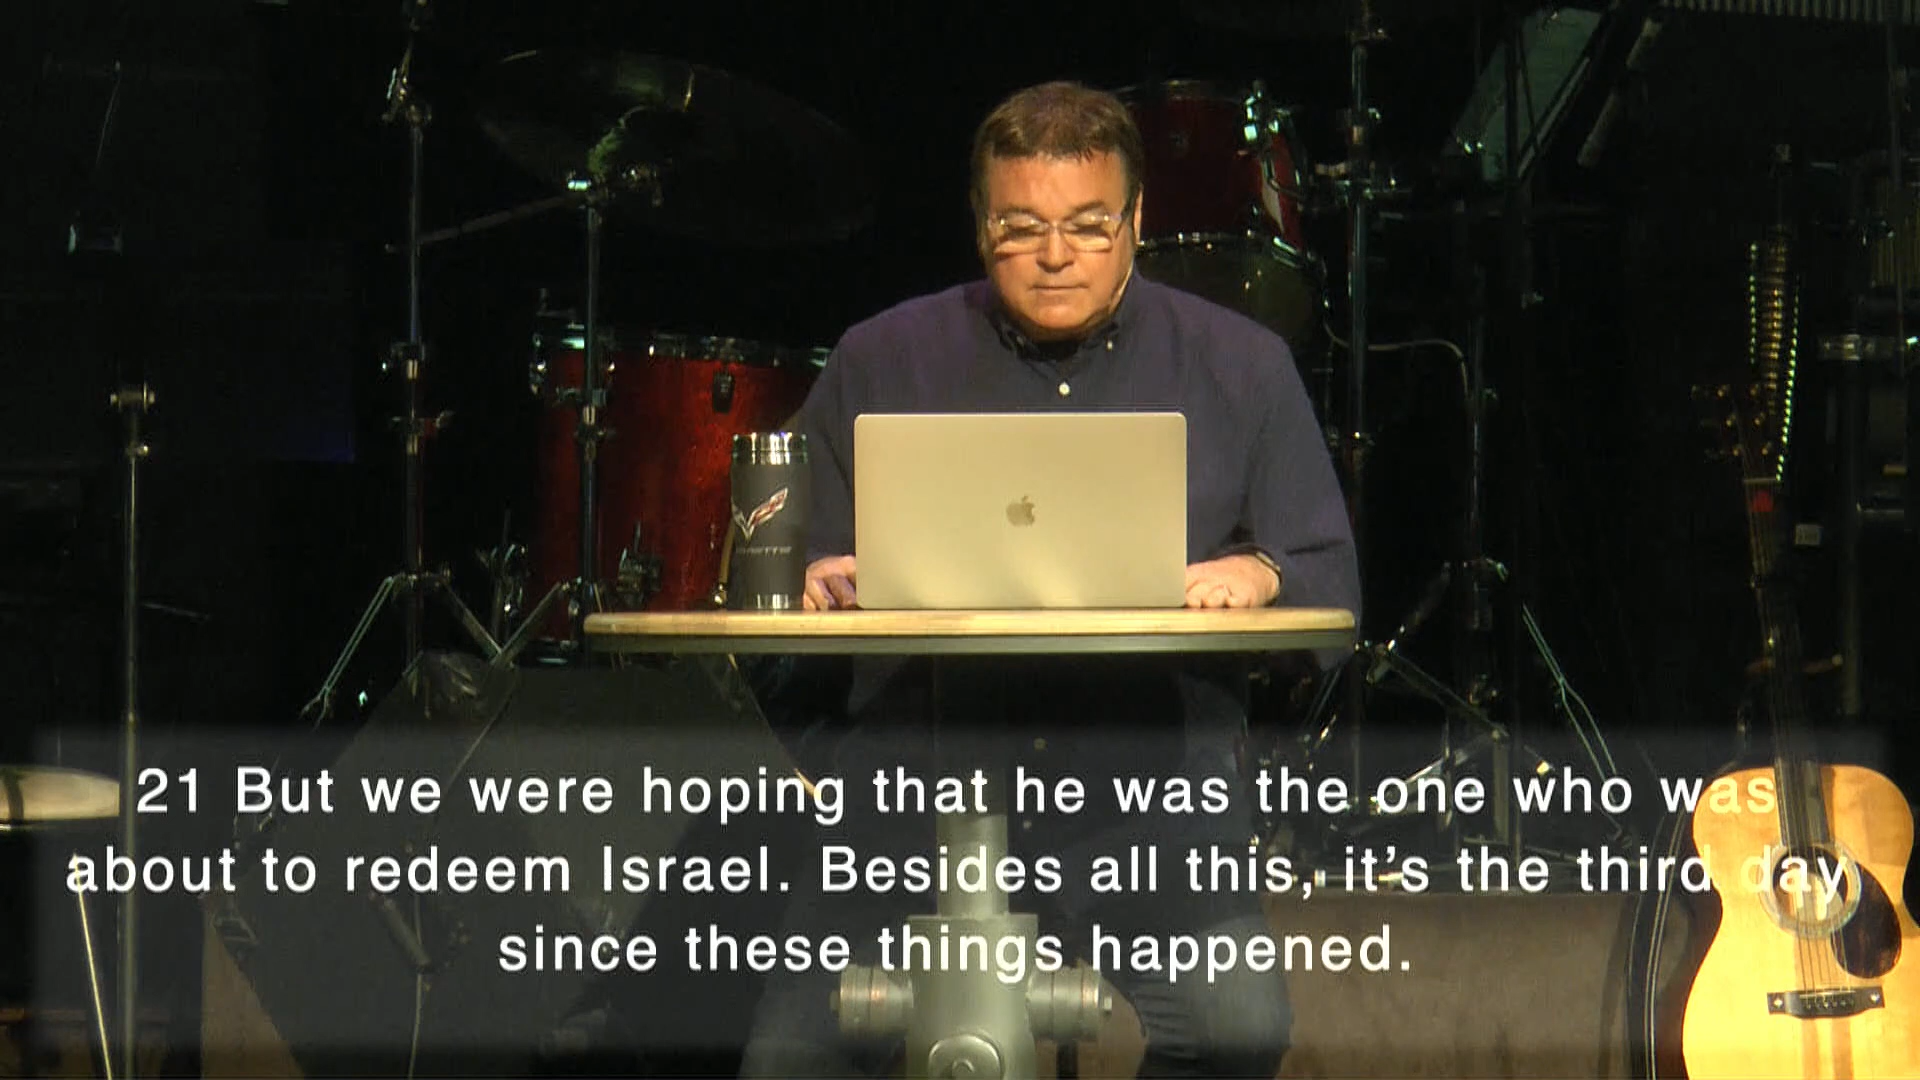 21 But we were hoping that he was the one who was
about to redeem Israel. Besides all this, it’s the third day
since these things happened.